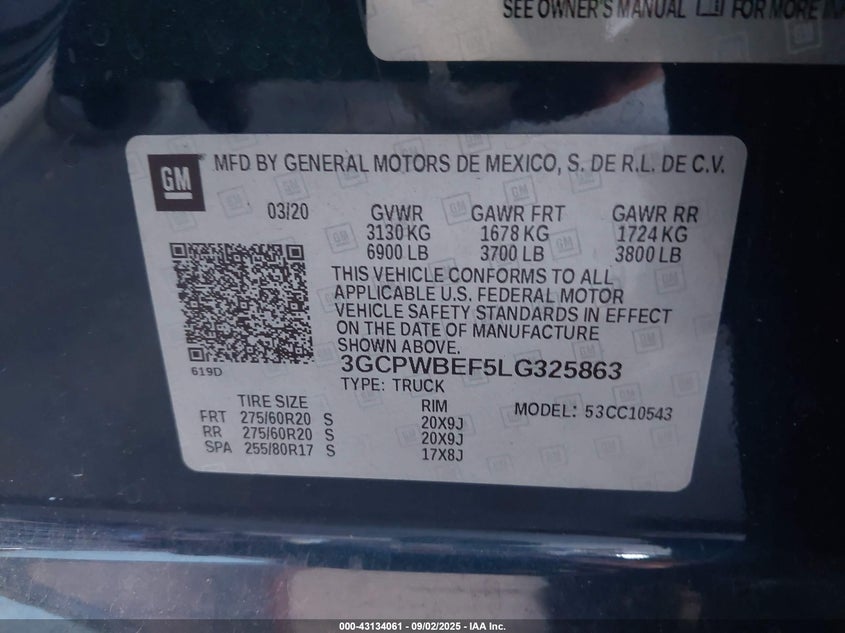 SEE OWNER'S MANUAL FOR MORE
GM
MFD BY GENERAL MOTORS DE MEXICO, S. DE R.L. DE C.V.
03/20 GVWR GAWR FRT GAWR RR
3130 KG 1678 KG 1724 KG
6900 LB 3700 LB 3800 LB
THIS VEHICLE CONFORMS TO ALL
APPLICABLE U.S. FEDERAL MOTOR
VEHICLE SAFETY STANDARDS IN EFFECT
ON THE DATE OF MANUFACTURE
SHOWN ABOVE.
619D
3GCPWBEF5LG325863
TYPE: TRUCK
TIRE SIZE RIM MODEL: 53CC10543
FRT 275/60R20 S 20X9J
RR 275/60R20 S 20X9J
SPA 255/80R17 S 17X8J
000-43134061 - 09/02/2025 - IAA Inc.